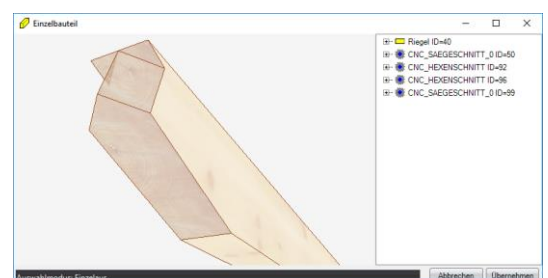 Einzelbauteil
Riegel ID=40
CNC_SAEGESCHNITT_0 ID=50
CNC_HEXENSCHNITT ID=92
CNC_HEXENSCHNITT ID=96
CNC_SAEGESCHNITT_0 ID=99
Auswahlmodus: Einzelaus
Abbrechen
Übernehmen